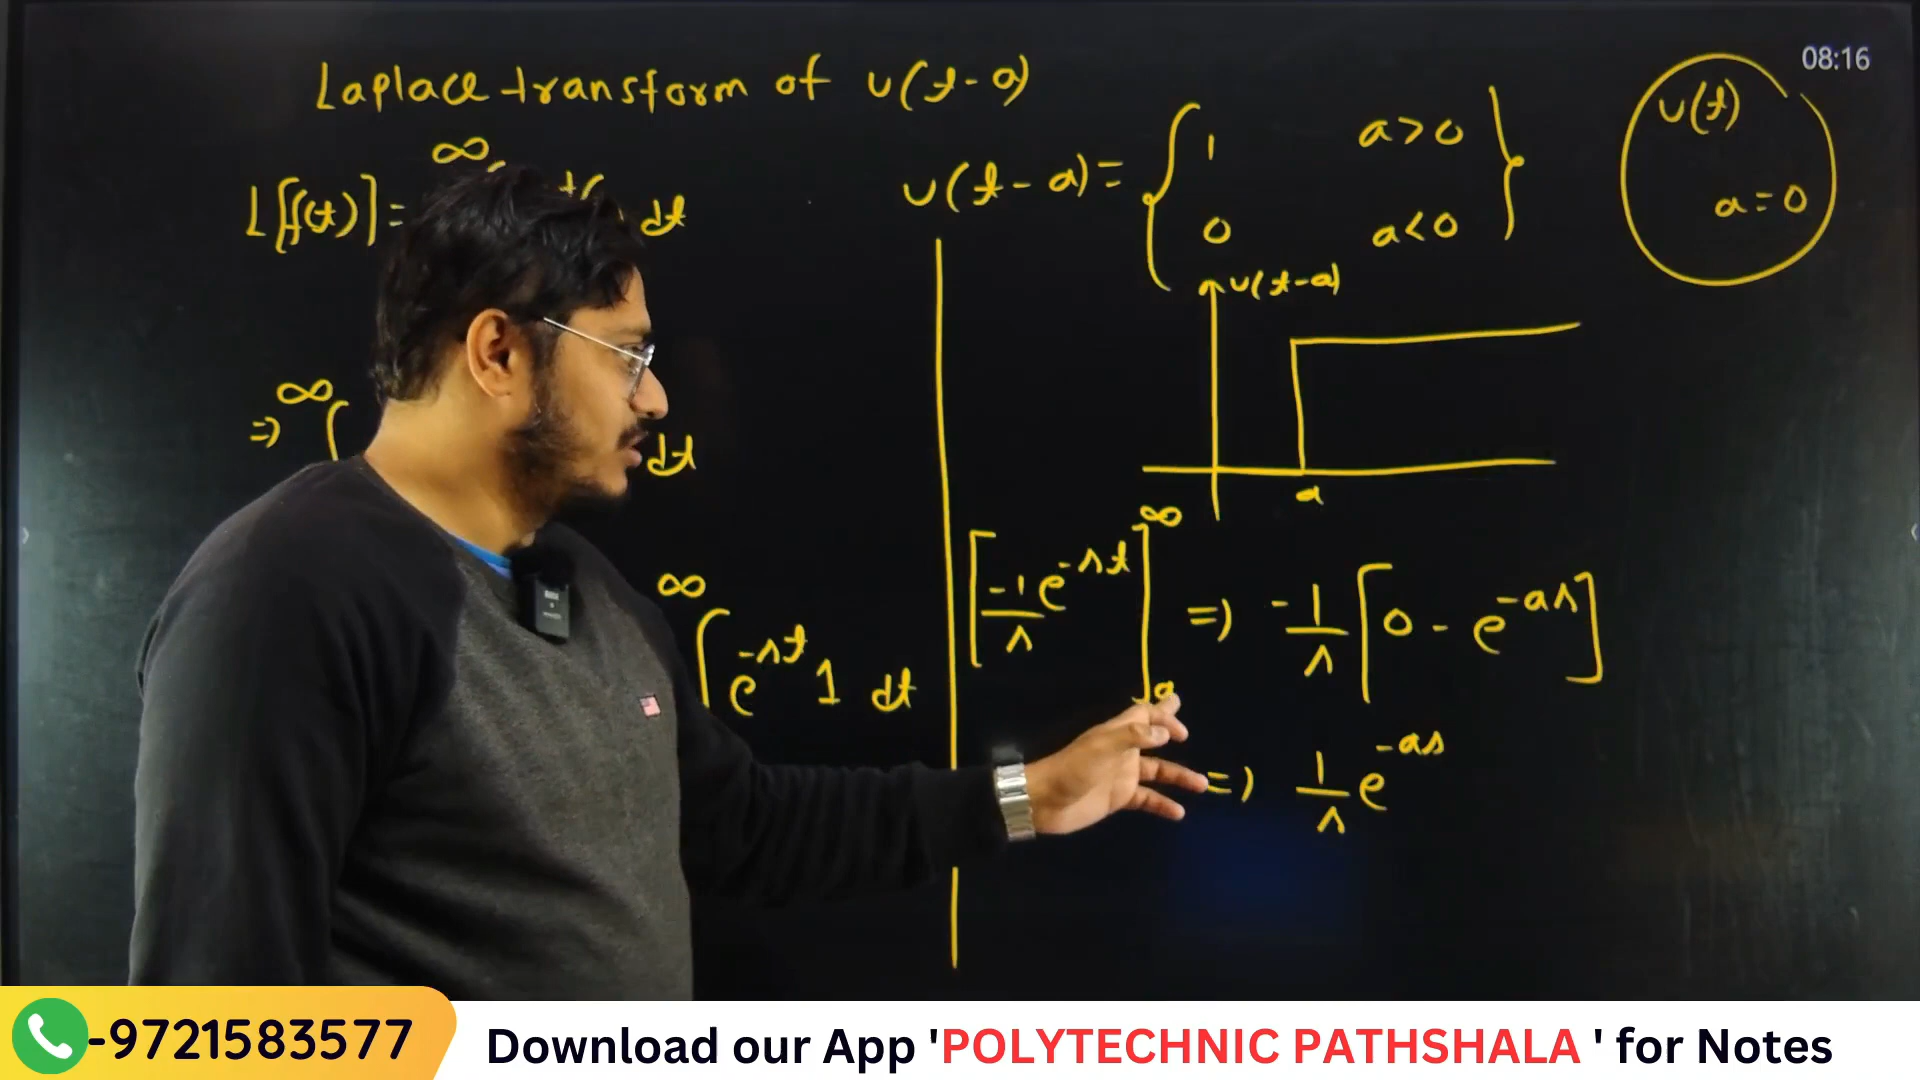 08:16
Laplace transform of u(t-a)
L[f(t)] = ∞ dt
u(t-a) = { 1 a>0
0 a<0 }
u(t)
a=0
u(t-a)
a
=) ∞ ∫ dt
∞ ∫ e^-st 1 dt
[-1/s e^-st]∞ a =) -1/s [0 - e^-as]
=) 1/s e^-as
-9721583577
Download our App 'POLYTECHNIC PATHSHALA ' for Notes